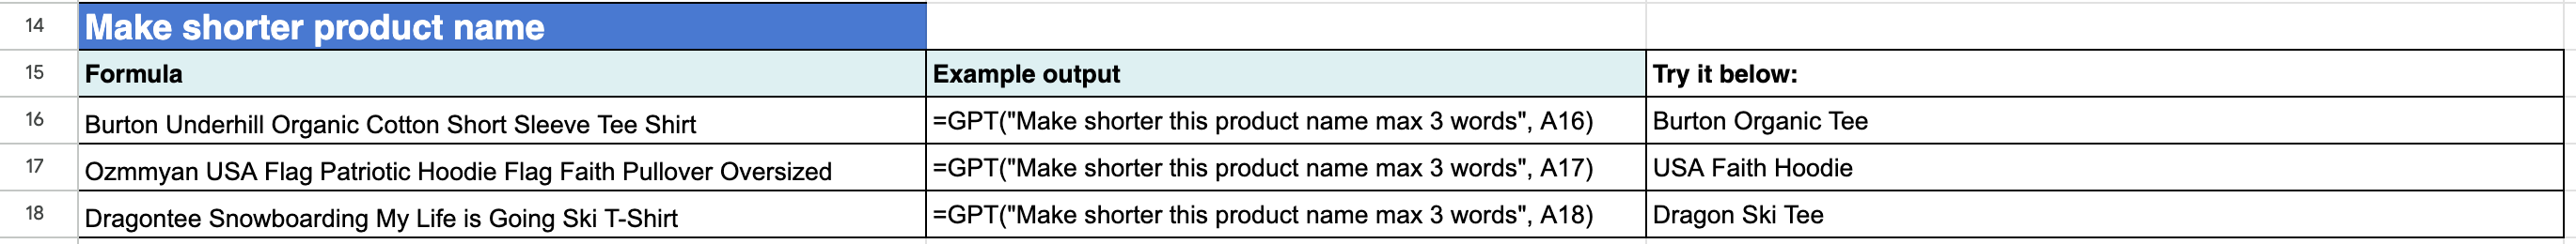 14 Make shorter product name
15 Formula Example output Try it below:
16 Burton Underhill Organic Cotton Short Sleeve Tee Shirt =GPT("Make shorter this product name max 3 words", A16) Burton Organic Tee
17 Ozmmyan USA Flag Patriotic Hoodie Flag Faith Pullover Oversized =GPT("Make shorter this product name max 3 words", A17) USA Faith Hoodie
18 Dragontee Snowboarding My Life is Going Ski T-Shirt =GPT("Make shorter this product name max 3 words", A18) Dragon Ski Tee